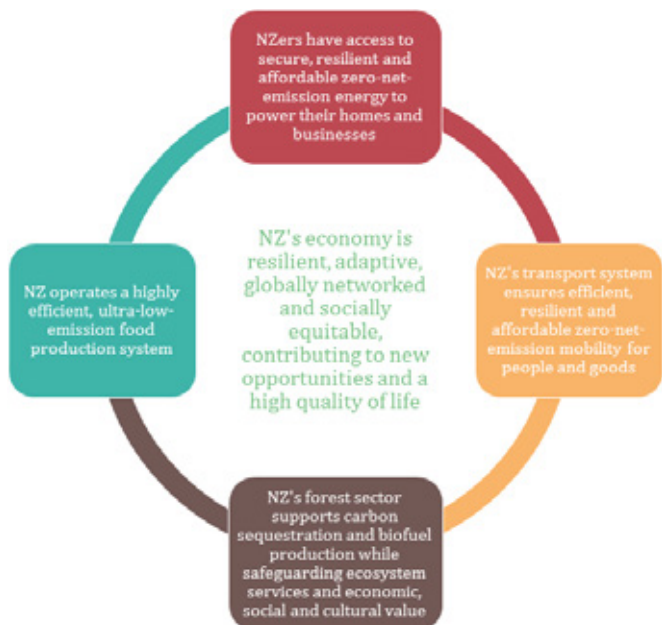 NZers have access to
secure, resilient and
affordable zero-net-
emission energy to
power their homes and
businesses
NZ's economy is
resilient, adaptive,
globally networked
and socially
equitable,
contributing to new
opportunities and a
high quality of life
NZ operates a highly
efficient, ultra-low-
emission food
production system
NZ's transport system
ensures efficient,
resilient and
affordable zero-net-
emission mobility for
people and goods
NZ's forest sector
supports carbon
sequestration and biofuel
production while
safeguarding ecosystem
services and economic,
social and cultural value